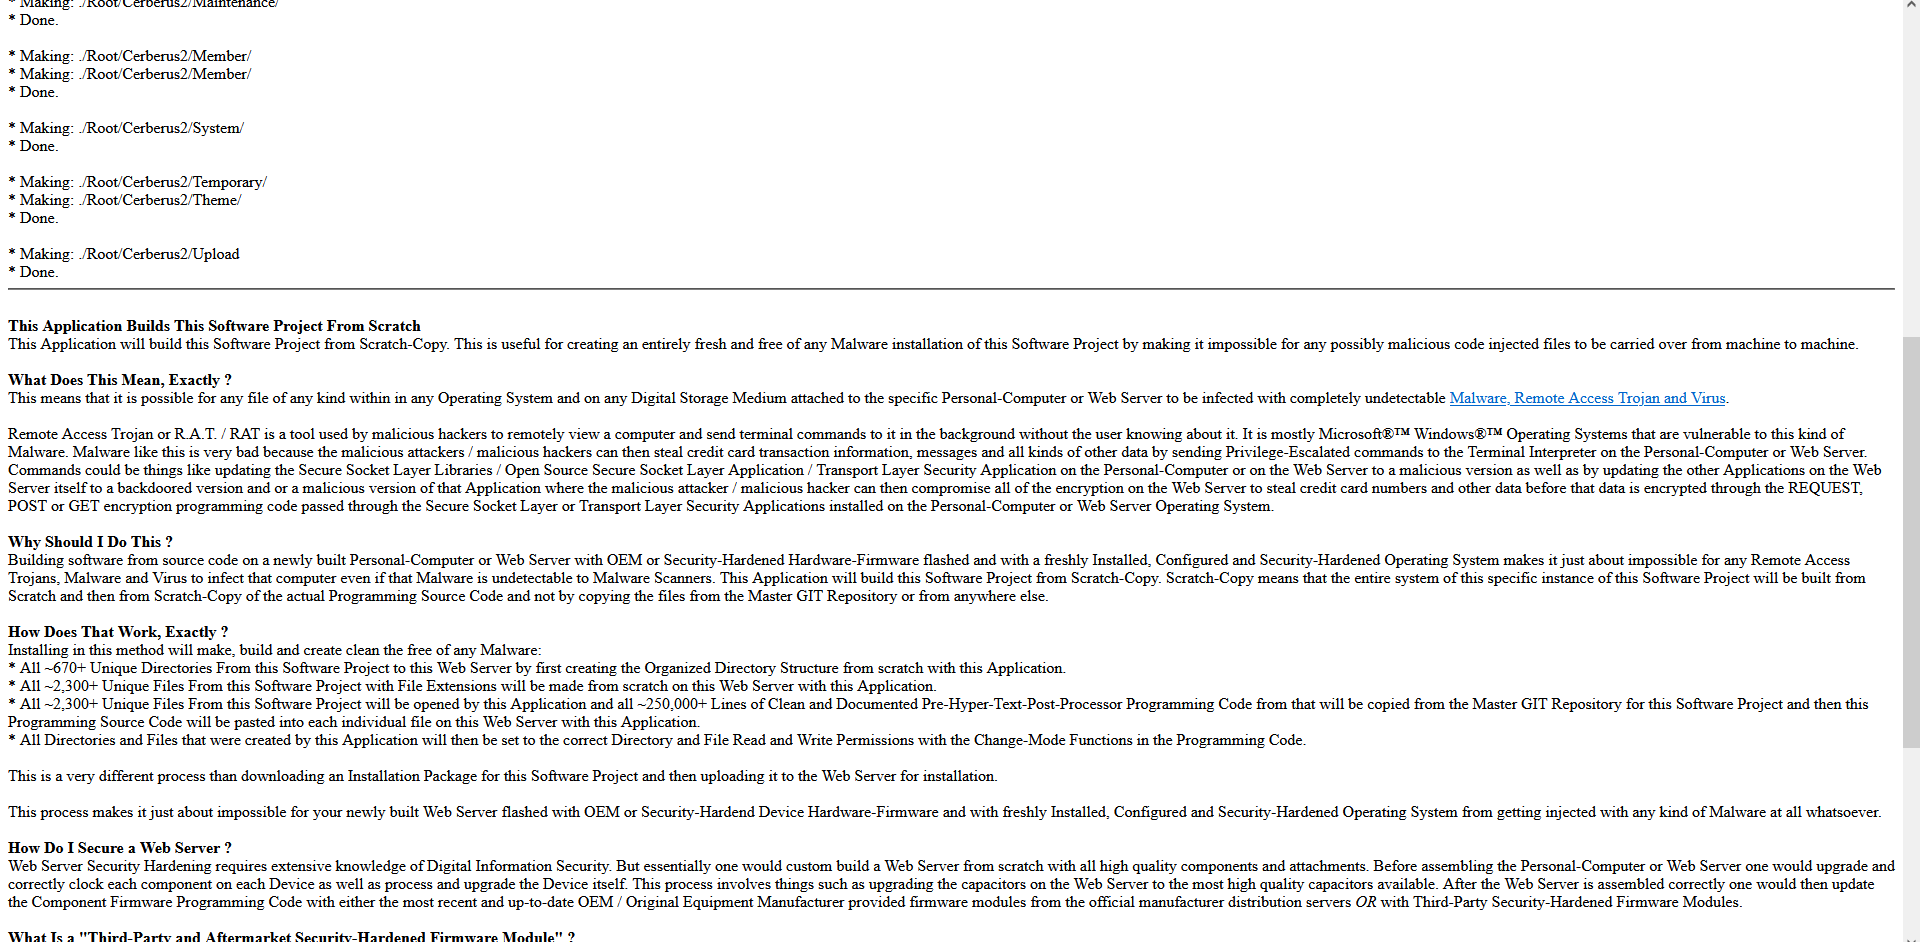 * Making: ./Root/Cerberus2/Maintenance/
* Done.
* Making: ./Root/Cerberus2/Member/
* Making: ./Root/Cerberus2/Member/
* Done.
* Making: ./Root/Cerberus2/System/
* Done.
* Making: ./Root/Cerberus2/Temporary/
* Making: ./Root/Cerberus2/Theme/
* Done.
* Making: ./Root/Cerberus2/Upload
* Done.
This Application Builds This Software Project From Scratch
This Application will build this Software Project from Scratch-Copy. This is useful for creating an entirely fresh and free of any Malware installation of this Software Project by making it impossible for any possibly malicious code injected files to be carried over from machine to machine.
What Does This Mean, Exactly ?
This means that it is possible for any file of any kind within in any Operating System and on any Digital Storage Medium attached to the specific Personal-Computer or Web Server to be infected with completely undetectable Malware, Remote Access Trojan and Virus.
Remote Access Trojan or R.A.T. / RAT is a tool used by malicious hackers to remotely view a computer and send terminal commands to it in the background without the user knowing about it. It is mostly Microsoft®™ Windows®™ Operating Systems that are vulnerable to this kind of
Malware. Malware like this is very bad because the malicious attackers / malicious hackers can then steal credit card transaction information, messages and all kinds of other data by sending Privilege-Escalated commands to the Terminal Interpreter on the Personal-Computer or Web Server.
Commands could be things like updating the Secure Socket Layer Libraries / Open Source Secure Socket Layer Application / Transport Layer Security Application on the Personal-Computer or on the Web Server to a malicious version as well as by updating the other Applications on the Web
Server itself to a backdoored version and or a malicious version of that Application where the malicious attacker / malicious hacker can then compromise all of the encryption on the Web Server to steal credit card numbers and other data before that data is encrypted through the REQUEST,
POST or GET encryption programming code passed through the Secure Socket Layer or Transport Layer Security Applications installed on the Personal-Computer or Web Server Operating System.
Why Should I Do This ?
Building software from source code on a newly built Personal-Computer or Web Server with OEM or Security-Hardened Hardware-Firmware flashed and with a freshly Installed, Configured and Security-Hardened Operating System makes it just about impossible for any Remote Access
Trojans, Malware and Virus to infect that computer even if that Malware is undetectable to Malware Scanners. This Application will build this Software Project from Scratch-Copy. Scratch-Copy means that the entire system of this specific instance of this Software Project will be built from
Scratch and then from Scratch-Copy of the actual Programming Source Code and not by copying the files from the Master GIT Repository or from anywhere else.
How Does That Work, Exactly ?
Installing in this method will make, build and create clean the free of any Malware:
* All ~670+ Unique Directories From this Software Project to this Web Server by first creating the Organized Directory Structure from scratch with this Application.
* All ~2,300+ Unique Files From this Software Project with File Extensions will be made from scratch on this Web Server with this Application.
* All ~2,300+ Unique Files From this Software Project will be opened by this Application and all ~250,000+ Lines of Clean and Documented Pre-Hyper-Text-Post-Processor Programming Code from that will be copied from the Master GIT Repository for this Software Project and then this
Programming Source Code will be pasted into each individual file on this Web Server with this Application.
* All Directories and Files that were created by this Application will then be set to the correct Directory and File Read and Write Permissions with the Change-Mode Functions in the Programming Code.
This is a very different process than downloading an Installation Package for this Software Project and then uploading it to the Web Server for installation.
This process makes it just about impossible for your newly built Web Server flashed with OEM or Security-Hardend Device Hardware-Firmware and with freshly Installed, Configured and Security-Hardened Operating System from getting injected with any kind of Malware at all whatsoever.
How Do I Secure a Web Server ?
Web Server Security Hardening requires extensive knowledge of Digital Information Security. But essentially one would custom build a Web Server from scratch with all high quality components and attachments. Before assembling the Personal-Computer or Web Server one would upgrade and
correctly clock each component on each Device as well as process and upgrade the Device itself. This process involves things such as upgrading the capacitors on the Web Server to the most high quality capacitors available. After the Web Server is assembled correctly one would then update
the Component Firmware Programming Code with either the most recent and up-to-date OEM / Original Equipment Manufacturer provided firmware modules from the official manufacturer distribution servers OR with Third-Party Security-Hardened Firmware Modules.
What Is a "Third-Party and Aftermarket Security-Hardened Firmware Module" ?